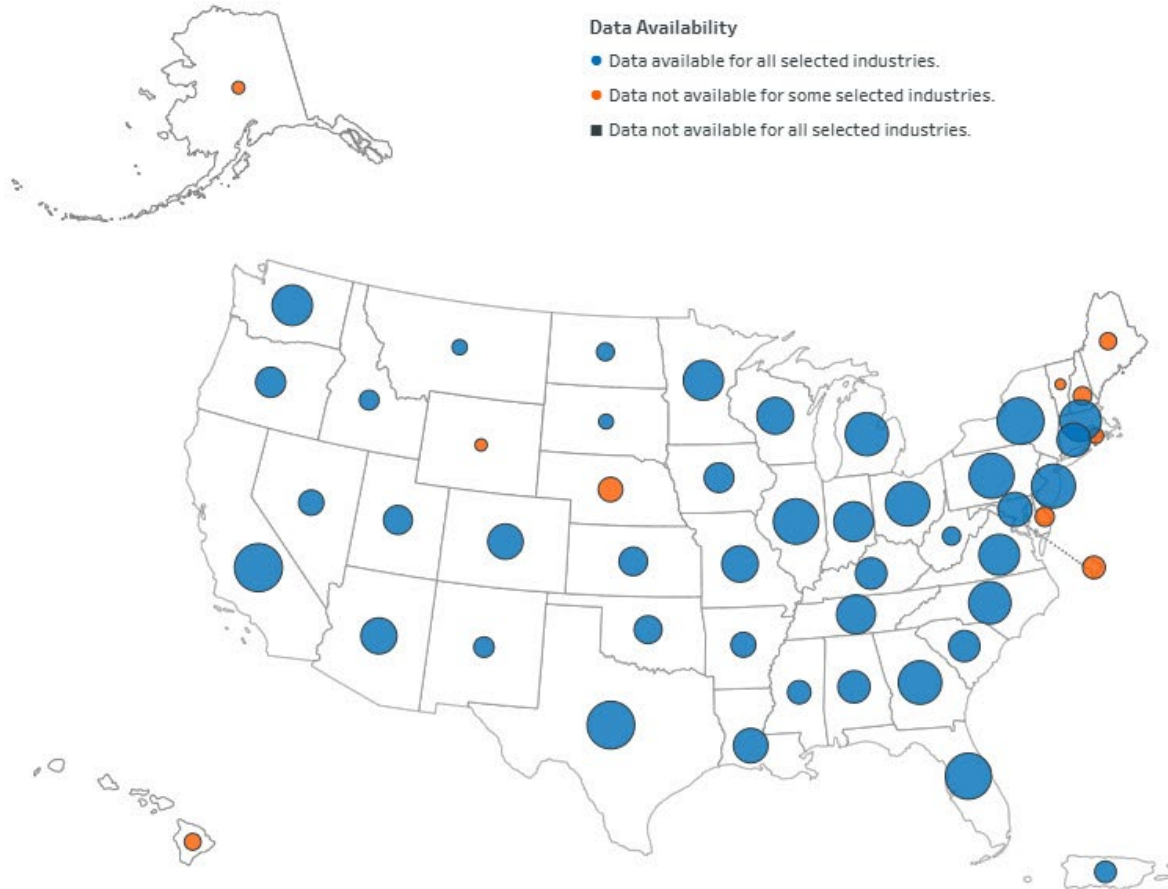 Data Availability
Data available for all selected industries.
Data not available for some selected industries.
Data not available for all selected industries.